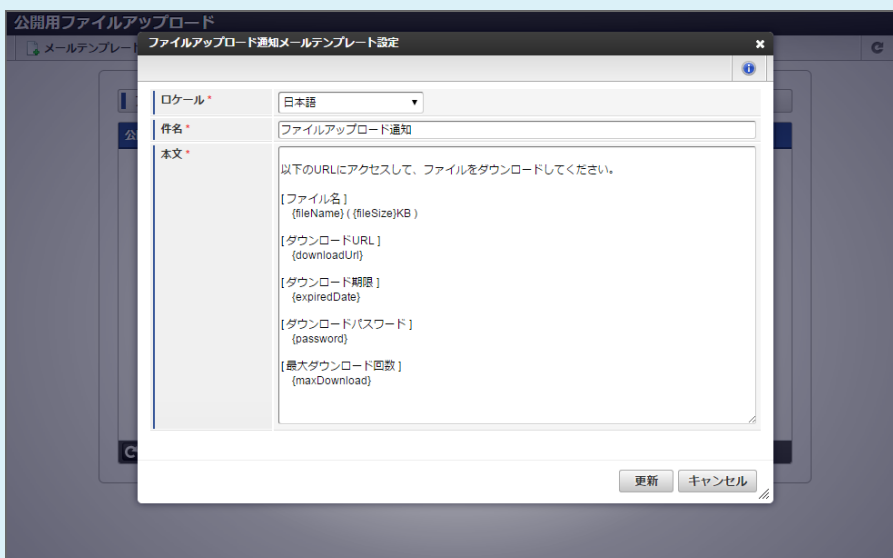 公開用ファイルアップロード
メールテンプレート
ファイルアップロード通知メールテンプレート設定
ロケール *
日本語
件名 *
ファイルアップロード通知
本文 *
以下のURLにアクセスして、ファイルをダウンロードしてください。
[ ファイル名 ]
{fileName} ( {fileSize}KB )
[ ダウンロードURL ]
{downloadUrl}
[ ダウンロード期限 ]
{expiredDate}
[ ダウンロードパスワード ]
{password}
[ 最大ダウンロード回数 ]
{maxDownload}
更新
キャンセル